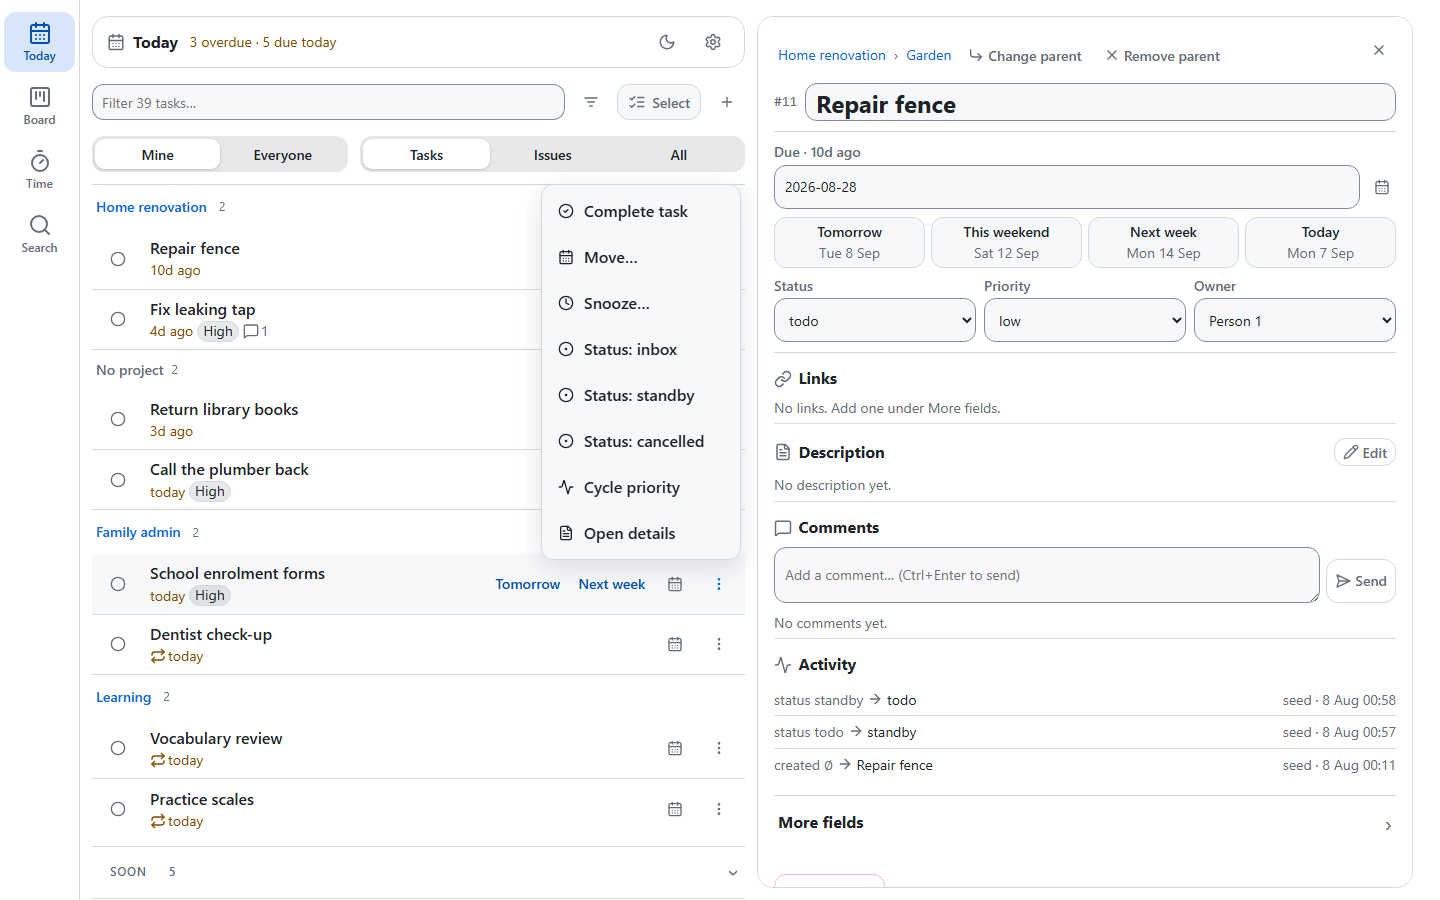 Today
Board
Time
Search
Today 3 overdue · 5 due today
Filter 39 tasks...
Select
Mine
Everyone
Tasks
Issues
All
Home renovation 2
Repair fence
10d ago
Fix leaking tap
4d ago High 1
No project 2
Return library books
3d ago
Call the plumber back
today High
Family admin 2
School enrolment forms
today High
Tomorrow
Next week
Dentist check-up
today
Learning 2
Vocabulary review
today
Practice scales
today
SOON 5
Complete task
Move...
Snooze...
Status: inbox
Status: standby
Status: cancelled
Cycle priority
Open details
Home renovation › Garden
Change parent
Remove parent
#11 Repair fence
Due · 10d ago
2026-08-28
Tomorrow
Tue 8 Sep
This weekend
Sat 12 Sep
Next week
Mon 14 Sep
Today
Mon 7 Sep
Status
todo
Priority
low
Owner
Person 1
Links
No links. Add one under More fields.
Description
Edit
No description yet.
Comments
Add a comment... (Ctrl+Enter to send)
Send
No comments yet.
Activity
status standby → todo
seed · 8 Aug 00:58
status todo → standby
seed · 8 Aug 00:57
created Ø → Repair fence
seed · 8 Aug 00:11
More fields